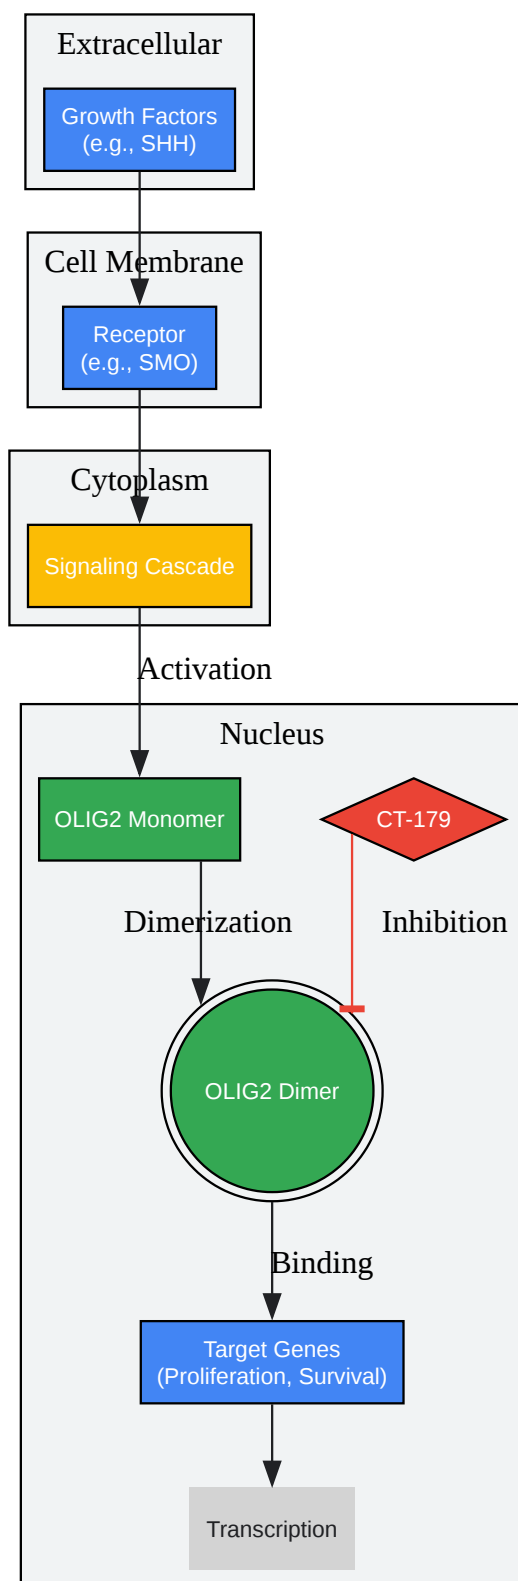 Extracellular
Growth Factors
(e.g., SHH)
Cell Membrane
Receptor
(e.g., SMO)
Cytoplasm
Signaling Cascade
Activation
Nucleus
OLIG2 Monomer
CT-179
Dimerization
Inhibition
OLIG2 Dimer
Binding
Target Genes
(Proliferation, Survival)
Transcription